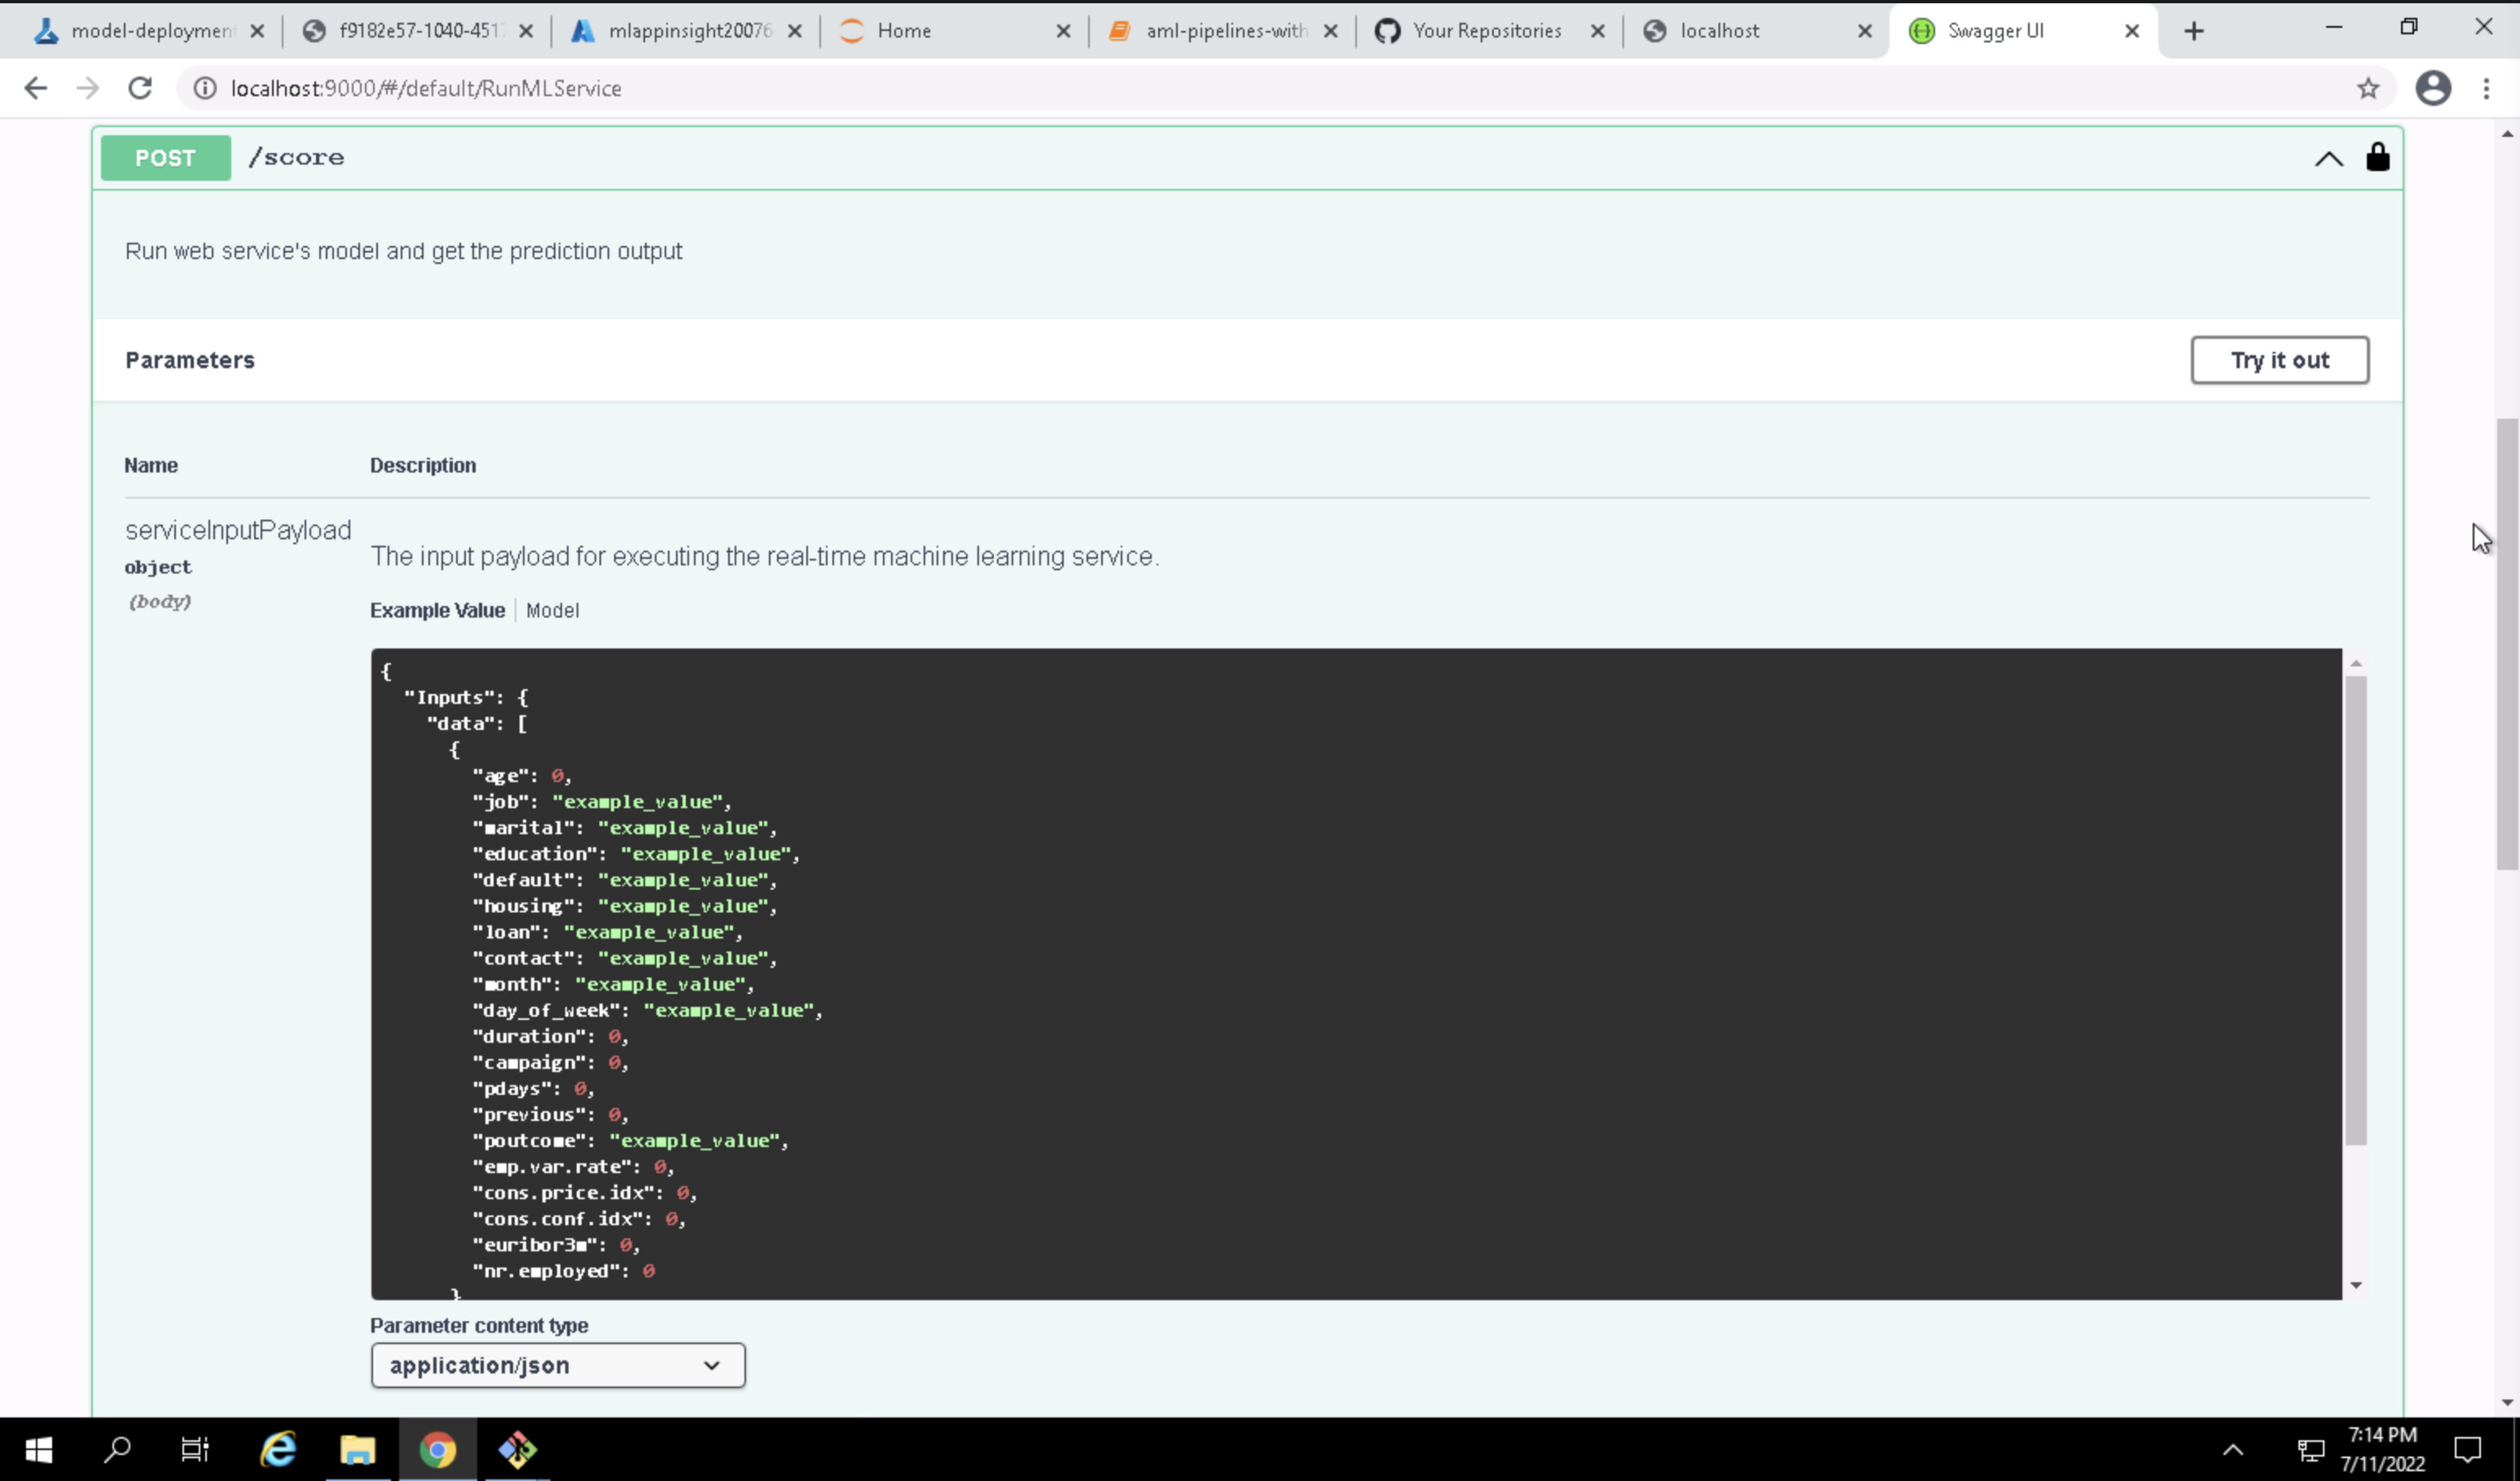 model-deploymen
f9182e57-1040-451
mlappinsight20076
Home
aml-pipelines-with
Your Repositories
localhost
Swagger UI
localhost:9000/#/default/RunMLService
POST /score
Run web service's model and get the prediction output
Parameters
Try it out
Name Description
serviceInputPayload
object
(body)
The input payload for executing the real-time machine learning service.
Example Value Model
{
"Inputs": {
"data": [
{
"age": 0,
"job": "example_value",
"marital": "example_value",
"education": "example_value",
"default": "example_value",
"housing": "example_value",
"loan": "example_value",
"contact": "example_value",
"month": "example_value",
"day_of_week": "example_value",
"duration": 0,
"campaign": 0,
"pdays": 0,
"previous": 0,
"poutcome": "example_value",
"emp.var.rate": 0,
"cons.price.idx": 0,
"cons.conf.idx": 0,
"euribor3m": 0,
"nr.employed": 0
}
Parameter content type
application/json
7:14 PM
7/11/2022